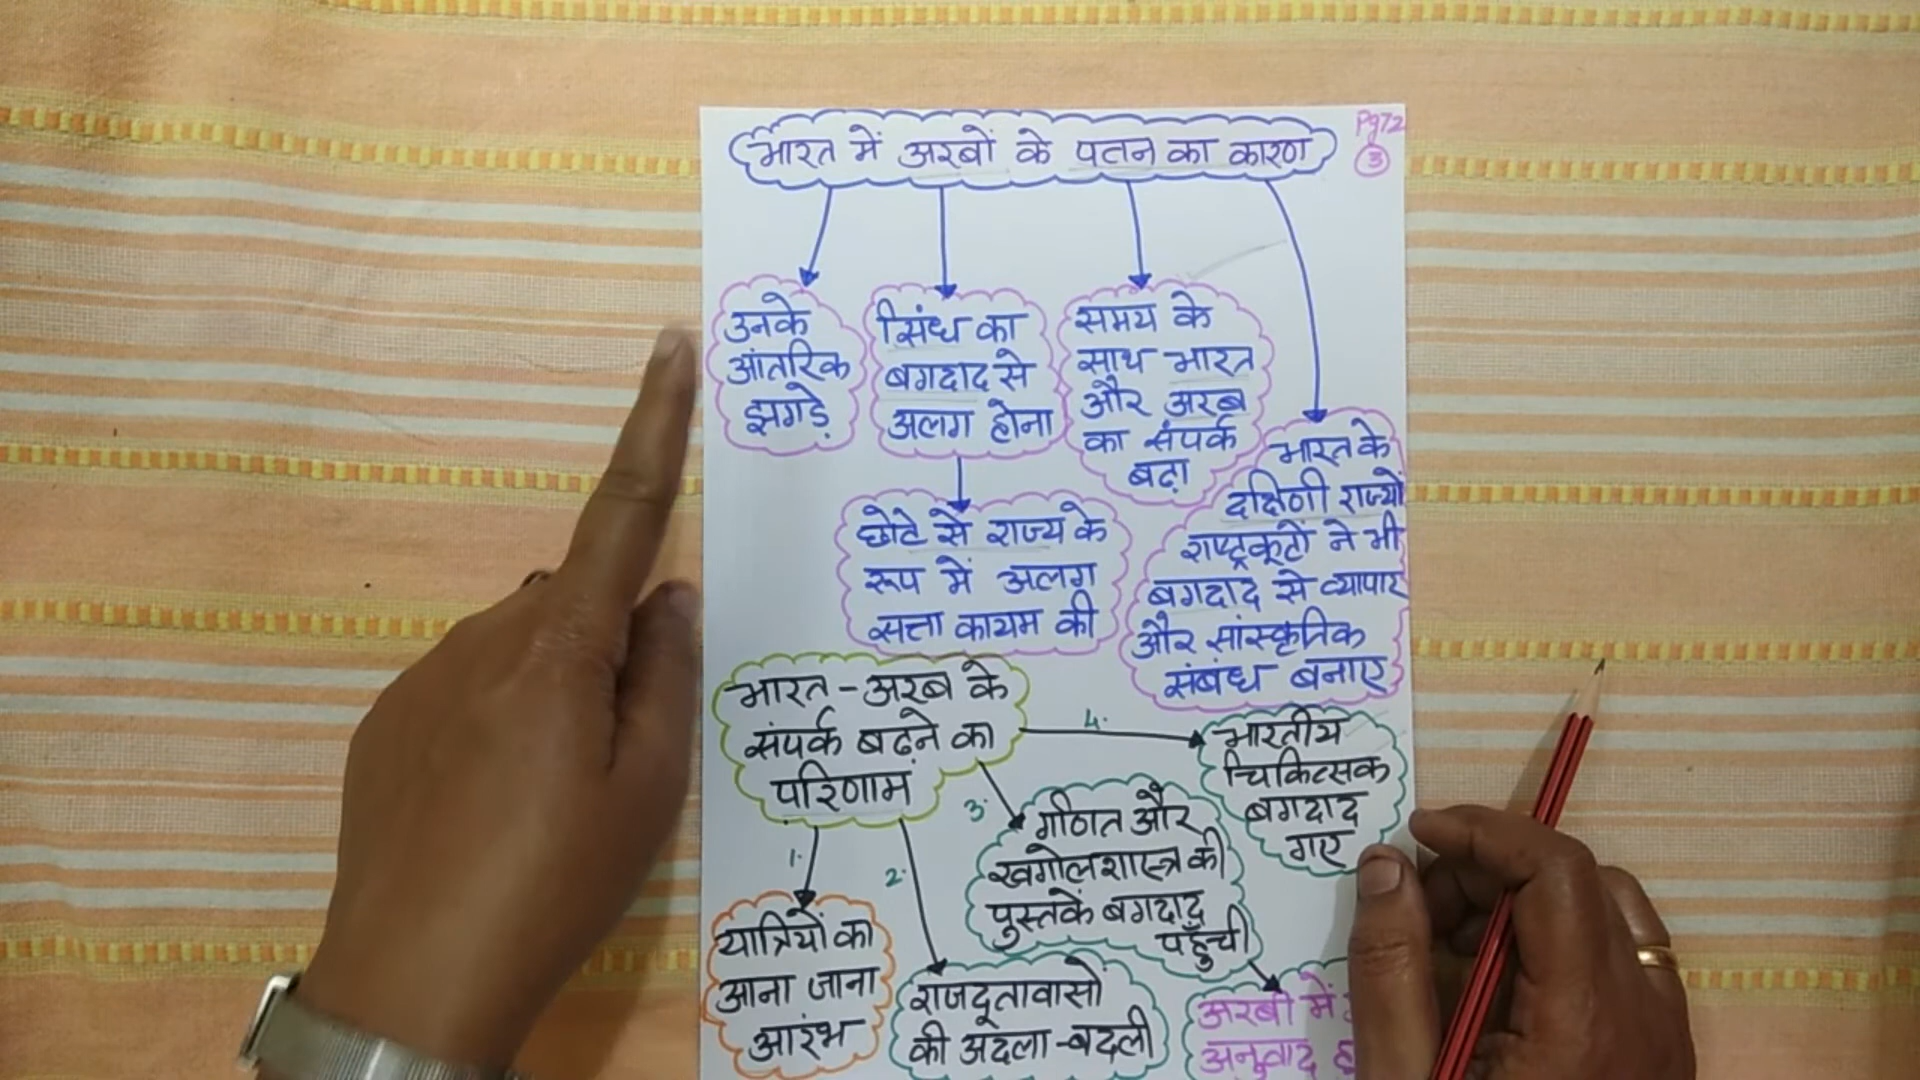 भारत में अरबों के पतन का कारण
Pg72
3
उनके
आंतरिक
झगड़े
सिंध का
बगदाद से
अलग होना
छोटे से राज्य के
रूप में अलग
सत्ता कायम की
समय के
साथ भारत
और अरब
का संपर्क
बढ़ा
भारत के
दक्षिणी राज्यों
राष्ट्रकूटों ने भी
बगदाद से व्यापार
और सांस्कृतिक
संबंध बनाए
भारत-अरब के
संपर्क बढ़ने का
परिणाम
1.
यात्रियों का
आना जाना
आरंभ
2.
राजदूतावासों
की अदला-बदली
3.
गणित और
खगोलशास्त्र की
पुस्तकें बगदाद
पहुँची
अरबी में
अनुवाद
4.
भारतीय
चिकित्सक
बगदाद
गए